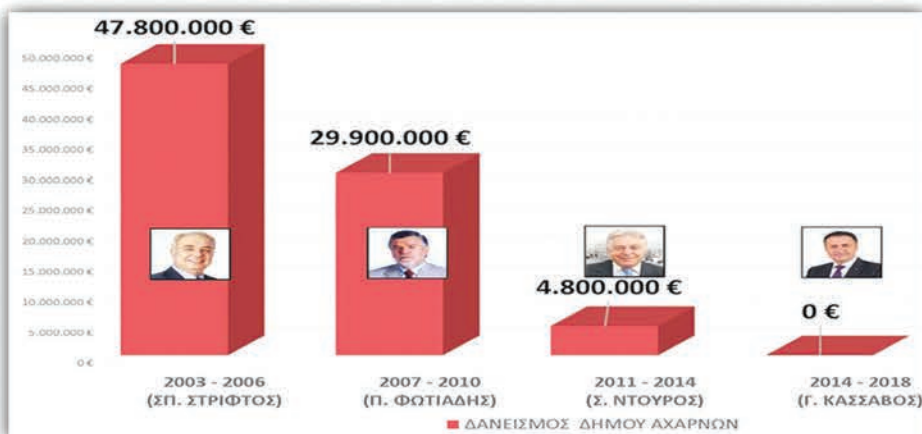 47.800.000 €
50.000.000 €
45.000.000 €
40.000.000 €
35.000.000 €
30.000.000 €
25.000.000 €
20.000.000 €
15.000.000 €
10.000.000 €
5.000.000 €
0 €
29.900.000 €
4.800.000 €
0 €
2003 - 2006
(ΣΠ. ΣΤΡΙΦΤΟΣ)
2007 - 2010
(Π. ΦΩΤΙΑΔΗΣ)
2011 - 2014
(Σ. ΝΤΟΥΡΟΣ)
2014 - 2018
(Γ. ΚΑΣΣΑΒΟΣ)
ΔΑΝΕΙΣΜΟΣ ΔΗΜΟΥ ΑΧΑΡΝΩΝ